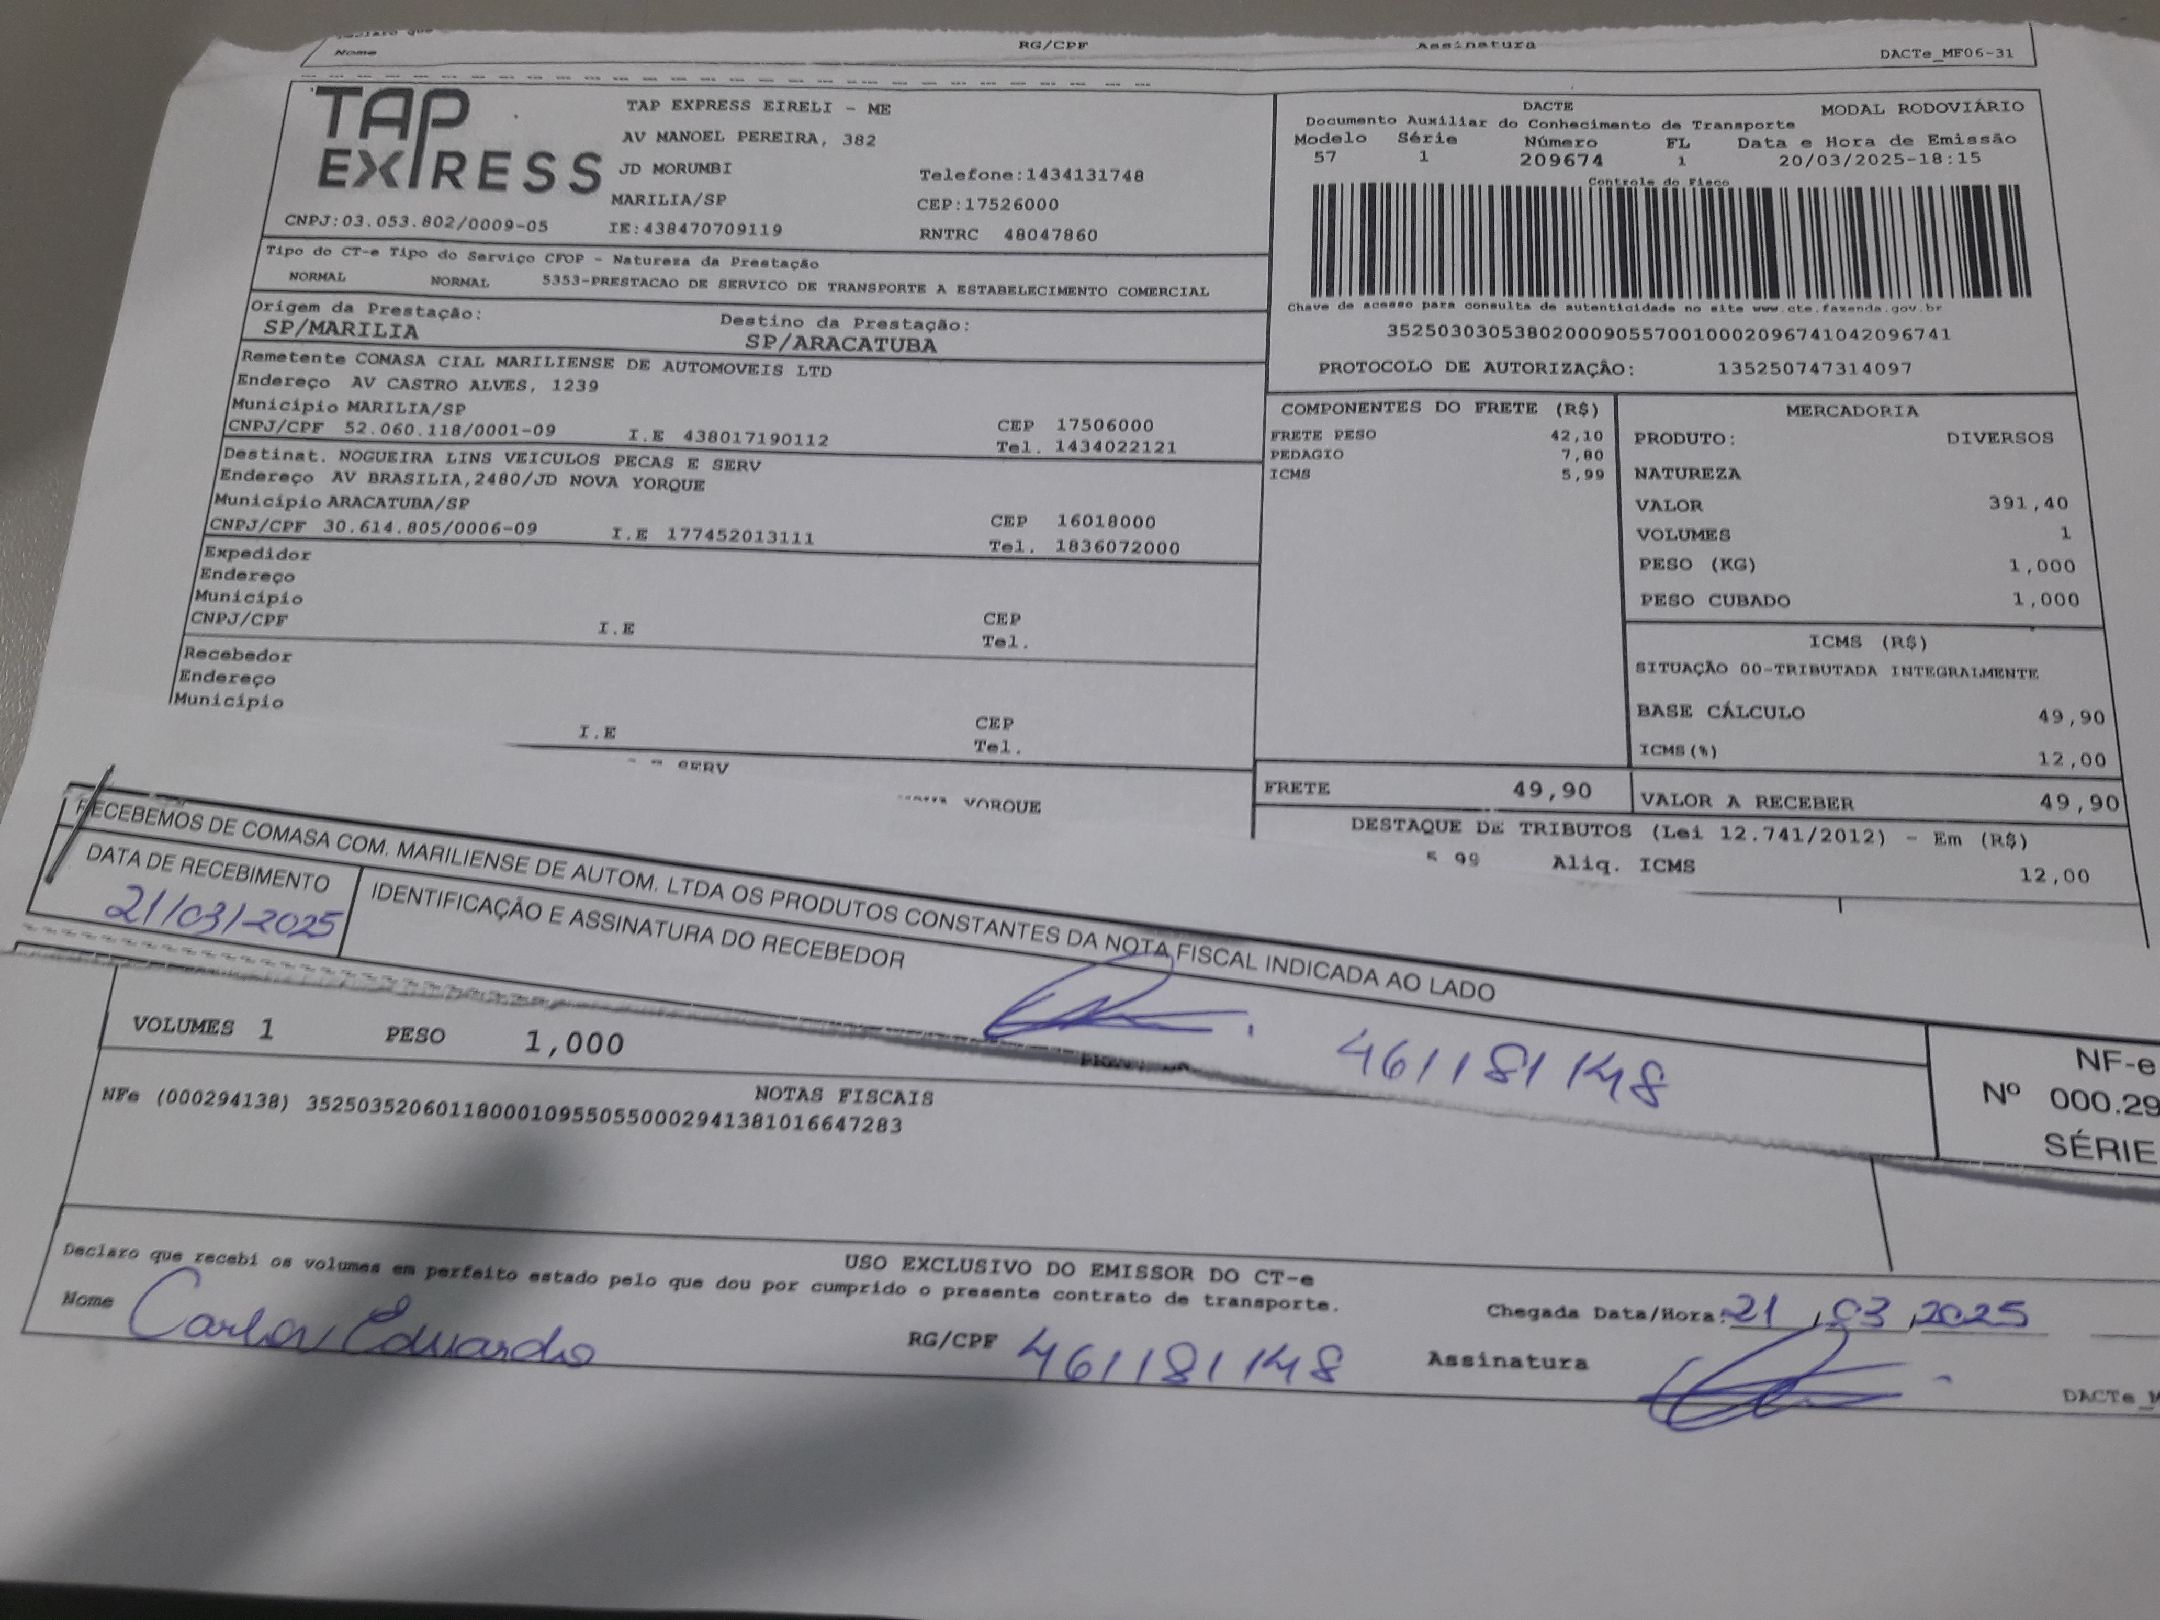 Nome RG/CPF Assinatura DACTe_MF06-31
TAP EXPRESS
TAP EXPRESS EIRELI - ME
AV MANOEL PEREIRA, 382
JD MORUMBI Telefone:1434131748
MARILIA/SP CEP:17526000
CNPJ:03.053.802/0009-05 IE:438470709119 RNTRC 48047860
DACTE MODAL RODOVIÁRIO
Documento Auxiliar do Conhecimento de Transporte
Modelo Série Número FL Data e Hora de Emissão
57 1 209674 1 20/03/2025-18:15
Controle do Fisco
Chave de acesso para consulta de autenticidade no site www.cte.fazenda.gov.br
35250303053802000905570010002096741042096741
PROTOCOLO DE AUTORIZAÇÃO: 135250747314097
Tipo do CT-e Tipo do Serviço CFOP - Natureza da Prestação
NORMAL NORMAL 5353-PRESTACAO DE SERVICO DE TRANSPORTE A ESTABELECIMENTO COMERCIAL
Origem da Prestação: Destino da Prestação:
SP/MARILIA SP/ARACATUBA
Remetente COMASA CIAL MARILIENSE DE AUTOMOVEIS LTD
Endereço AV CASTRO ALVES, 1239
Município MARILIA/SP CEP 17506000
CNPJ/CPF 52.060.118/0001-09 I.E 438017190112 Tel. 1434022121
Destinat. NOGUEIRA LINS VEICULOS PECAS E SERV
Endereço AV BRASILIA,2480/JD NOVA YORQUE
Município ARACATUBA/SP CEP 16018000
CNPJ/CPF 30.614.805/0006-09 I.E 177452013111 Tel. 1836072000
Expedidor
Endereço
Município CEP
CNPJ/CPF I.E Tel.
Recebedor
Endereço
Município CEP
I.E Tel.
SERV
YORQUE
COMPONENTES DO FRETE (R$)
FRETE PESO 42,10
PEDAGIO 7,80
ICMS 5,99
FRETE 49,90
MERCADORIA
PRODUTO: DIVERSOS
NATUREZA
VALOR 391,40
VOLUMES 1
PESO (KG) 1,000
PESO CUBADO 1,000
ICMS (R$)
SITUAÇÃO 00-TRIBUTADA INTEGRALMENTE
BASE CÁLCULO 49,90
ICMS(%) 12,00
VALOR A RECEBER 49,90
DESTAQUE DE TRIBUTOS (Lei 12.741/2012) - Em (R$)
5 99 Aliq. ICMS 12,00
RECEBEMOS DE COMASA COM. MARILIENSE DE AUTOM. LTDA OS PRODUTOS CONSTANTES DA NOTA FISCAL INDICADA AO LADO
DATA DE RECEBIMENTO IDENTIFICAÇÃO E ASSINATURA DO RECEBEDOR
21/03/2025
461181148
NF-e
Nº 000.29
SÉRIE
VOLUMES 1 PESO 1,000
NOTAS FISCAIS
NFe (000294138) 35250352060118000109550550002941381016647283
USO EXCLUSIVO DO EMISSOR DO CT-e
Declaro que recebi os volumes em perfeito estado pelo que dou por cumprido o presente contrato de transporte.
Chegada Data/Hora: 21 , 03 , 2025
Nome Carlos Eduardo RG/CPF 461181148 Assinatura